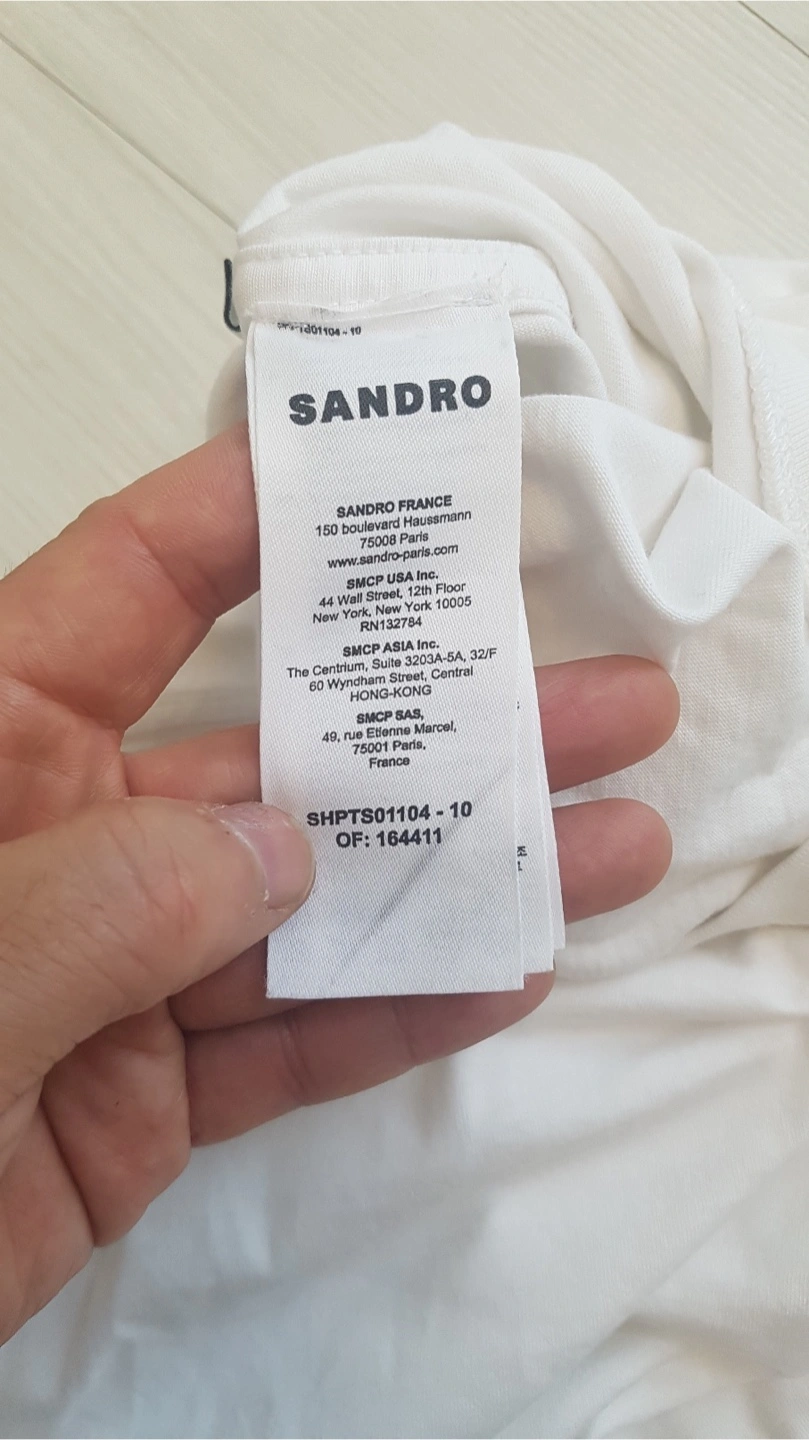 SANDRO
SANDRO FRANCE
150 boulevard Haussmann
75008 Paris
www.sandro-paris.com
SMCP USA Inc.
44 Wall Street, 12th Floor
New York, New York 10005
RN132784
SMCP ASIA Inc.
The Centrium, Suite 3203A-5A, 32/F
60 Wyndham Street, Central
HONG-KONG
SMCP SAS,
49, rue Etienne Marcel,
75001 Paris,
France
SHPTS01104 - 10
OF: 164411